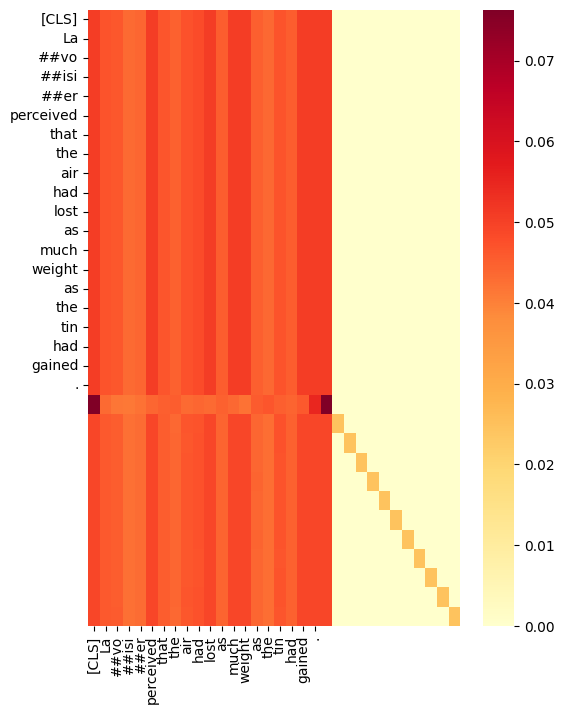 [CLS]
La
##vo
##isi
##er
perceived
that
the
air
had
lost
as
much
weight
as
the
tin
had
gained
.
0.07
0.06
0.05
0.04
0.03
0.02
0.01
0.00
[CLS]
La
##vo
##isi
##er
perceived
that
the
air
had
lost
as
much
weight
as
the
tin
had
gained
.